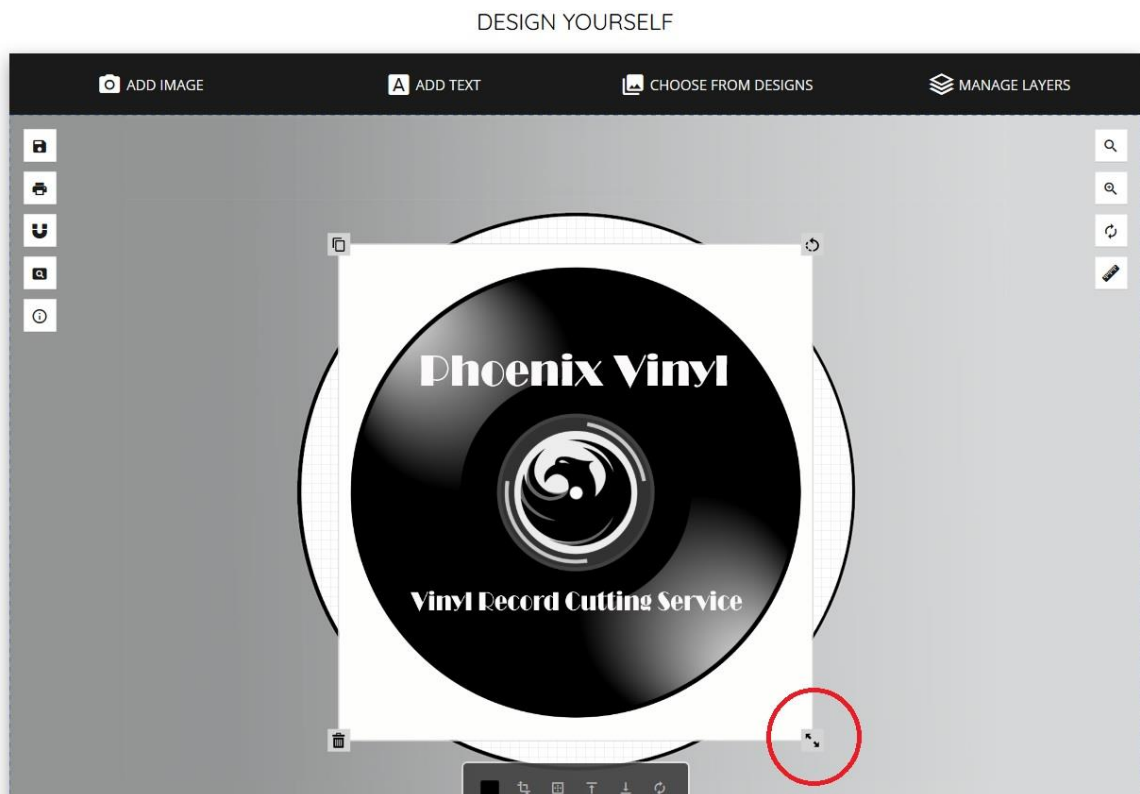 DESIGN YOURSELF
ADD IMAGE
ADD TEXT
CHOOSE FROM DESIGNS
MANAGE LAYERS
Phoenix Vinyl
Vinyl Record Cutting Service